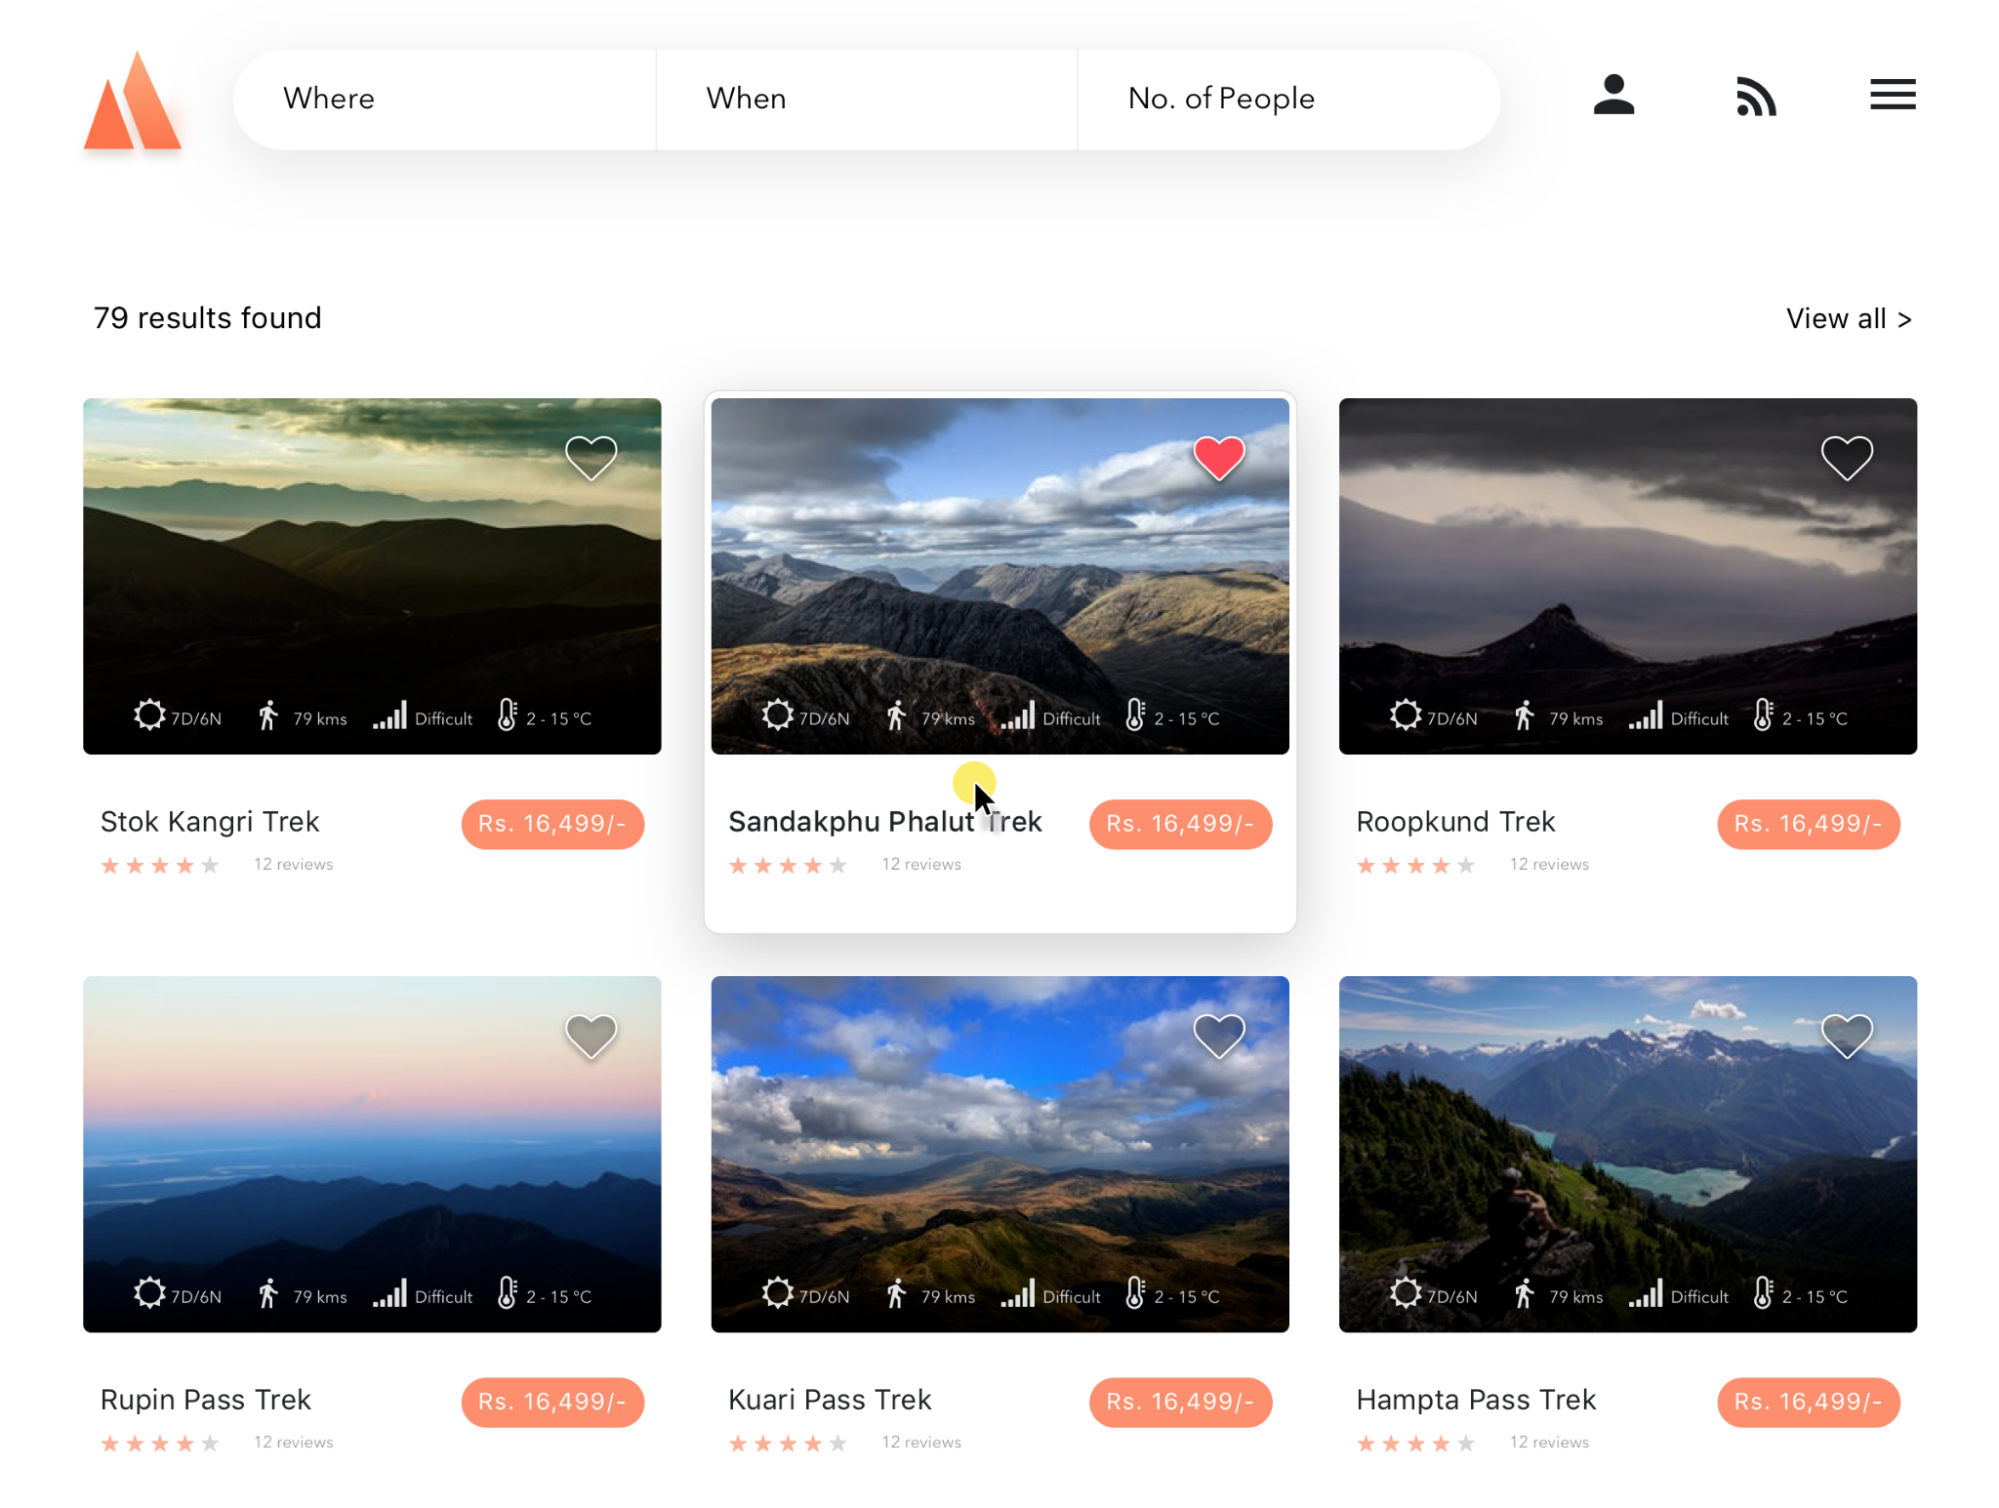 Where When No. of People
79 results found View all >
7D/6N 79 kms Difficult 2 - 15 °C
7D/6N 79 kms Difficult 2 - 15 °C
7D/6N 79 kms Difficult 2 - 15 °C
Stok Kangri Trek Rs. 16,499/-
12 reviews
Sandakphu Phalut Trek Rs. 16,499/-
12 reviews
Roopkund Trek Rs. 16,499/-
12 reviews
7D/6N 79 kms Difficult 2 - 15 °C
7D/6N 79 kms Difficult 2 - 15 °C
7D/6N 79 kms Difficult 2 - 15 °C
Rupin Pass Trek Rs. 16,499/-
12 reviews
Kuari Pass Trek Rs. 16,499/-
12 reviews
Hampta Pass Trek Rs. 16,499/-
12 reviews